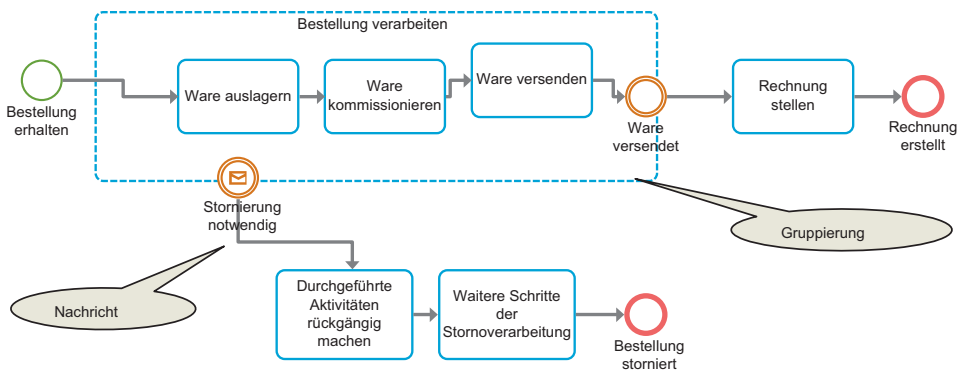 Bestellung verarbeiten
Bestellung
erhalten
Ware auslagern
Ware
kommissionieren
Ware versenden
Ware
versendet
Rechnung
stellen
Rechnung
erstellt
Stornierung
notwendig
Gruppierung
Nachricht
Durchgeführte
Aktivitäten
rückgängig
machen
Waitere Schritte
der
Stornoverarbeitung
Bestellung
storniert